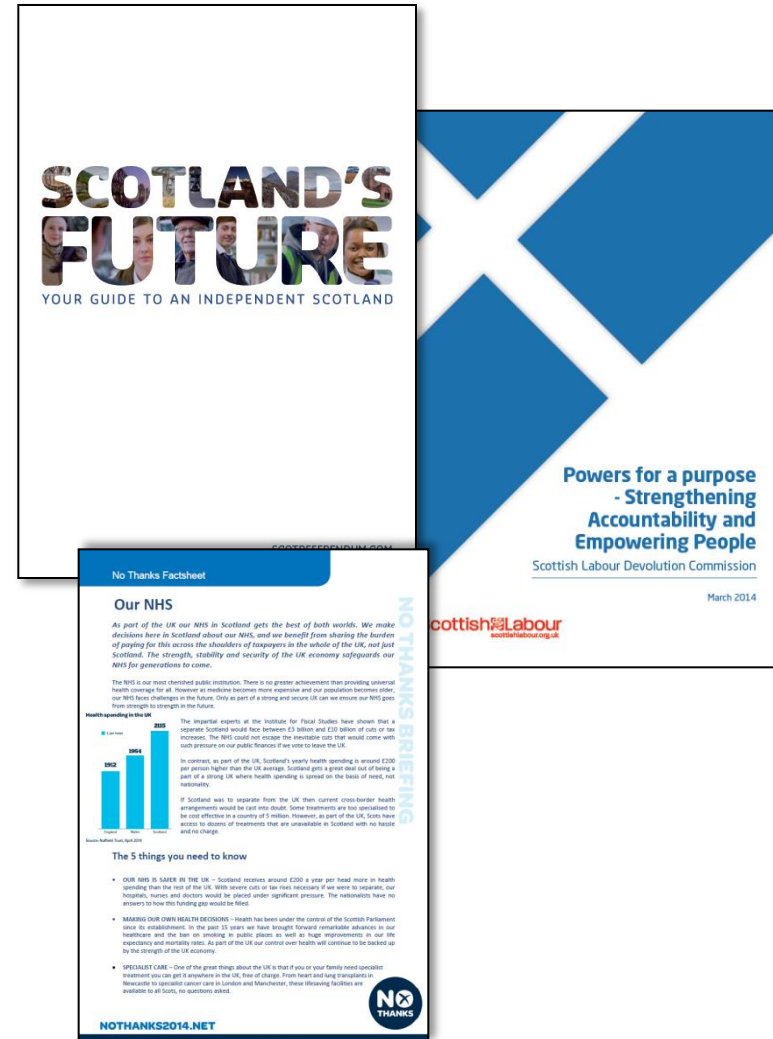 SCOTLAND'S
FUTURE
YOUR GUIDE TO AN INDEPENDENT SCOTLAND
SCOTREFERENDUM.COM
Powers for a purpose
- Strengthening
Accountability and
Empowering People
Scottish Labour Devolution Commission
March 2014
cottish Labour
scottishlabour.org.uk
No Thanks Factsheet
NO THANKS BRIEFING
Our NHS
As part of the UK our NHS in Scotland gets the best of both worlds. We make
decisions here in Scotland about our NHS, and we benefit from sharing the burden
of paying for this across the shoulders of taxpayers in the whole of the UK, not just
Scotland. The strength, stability and security of the UK economy safeguards our
NHS for generations to come.
The NHS is our most cherished public institution. There is no greater achievement than providing universal
health coverage for all. However as medicine becomes more expensive and our population becomes older,
our NHS faces challenges in the future. Only as part of a strong and secure UK can we ensure our NHS goes
from strength to strength in the future.
Health spending in the UK
£ per head
1912
1964
2115
England Wales Scotland
Source: Nuffield Trust, April 2014
The impartial experts at the Institute for Fiscal Studies have shown that a
separate Scotland would face between £3 billion and £10 billion of cuts or tax
increases. The NHS could not escape the inevitable cuts that would come with
such pressure on our public finances if we vote to leave the UK.
In contrast, as part of the UK, Scotland's yearly health spending is around £200
per person higher than the UK average. Scotland gets a great deal out of being a
part of a strong UK where health spending is spread on the basis of need, not
nationality.
If Scotland was to separate from the UK then current cross-border health
arrangements would be cast into doubt. Some treatments are too specialised to
be cost effective in a country of 5 million. However, as part of the UK, Scots have
access to dozens of treatments that are unavailable in Scotland with no hassle
and no charge.
The 5 things you need to know
• OUR NHS IS SAFER IN THE UK – Scotland receives around £200 a year per head more in health
spending than the rest of the UK. With severe cuts or tax rises necessary if we were to separate, our
hospitals, nurses and doctors would be placed under significant pressure. The nationalists have no
answers to how this funding gap would be filled.
• MAKING OUR OWN HEALTH DECISIONS – Health has been under the control of the Scottish Parliament
since its establishment. In the past 15 years we have brought forward remarkable advances in our
healthcare and the ban on smoking in public places as well as huge improvements in our life
expectancy and mortality rates. As part of the UK our control over health will continue to be backed up
by the strength of the UK economy.
• SPECIALIST CARE – One of the great things about the UK is that if you or your family need specialist
treatment you can get it anywhere in the UK, free of charge. From heart and lung transplants in
Newcastle to specialist cancer care in London and Manchester, these lifesaving facilities are
available to all Scots, no questions asked.
NO
THANKS
NOTHANKS2014.NET